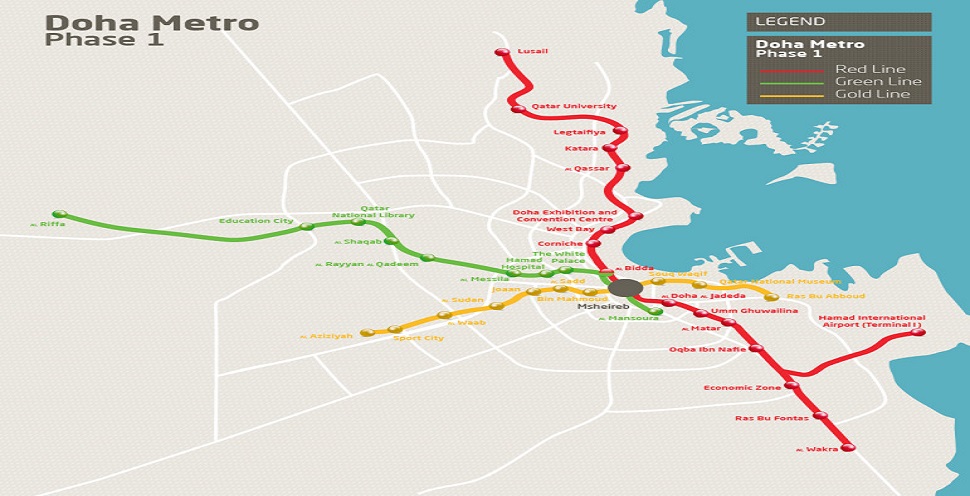 Doha Metro
Phase 1
LEGEND
Doha Metro
Phase 1
Red Line
Green Line
Gold Line
Lusail
Qatar University
Legtaifiya
Katara
AL Qassar
Doha Exhibition and
Convention Centre
West Bay
Corniche
AL Bidda
Qatar
National Library
Education City
AL Riffa
AL Shaqab
AL Rayyan AL Qadeem
AL Messila
Hamad
Hospital
The White
Palace
Souq Waqif
Qatar National Museum
Ras Bu Abboud
AL Sadd
Joaan
Bin Mahmoud
AL Sudan
AL Waab
Sport City
AL Aziziyah
Msheireb
AL Mansoura
AL Doha AL Jadeda
Umm Ghuwailina
AL Matar
Hamad International
Airport (Terminal 1)
Oqba Ibn Nafie
Economic Zone
Ras Bu Fontas
AL Wakra